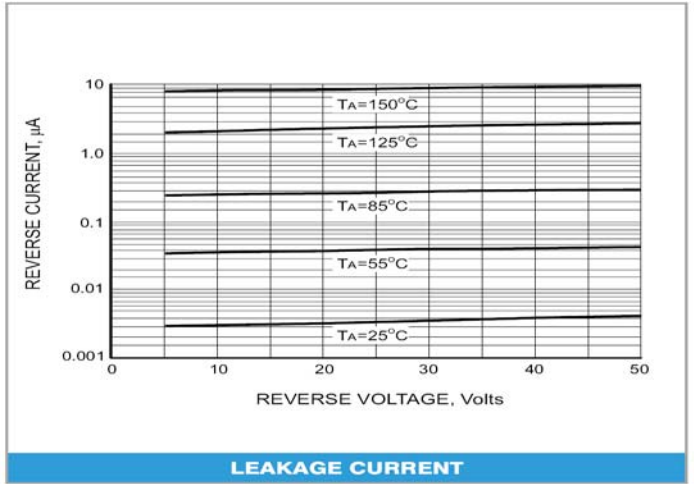 REVERSE CURRENT, µA
10
1.0
0.1
0.01
0.001
TA=150°C
TA=125°C
TA=85°C
TA=55°C
TA=25°C
0 10 20 30 40 50
REVERSE VOLTAGE, Volts
LEAKAGE CURRENT